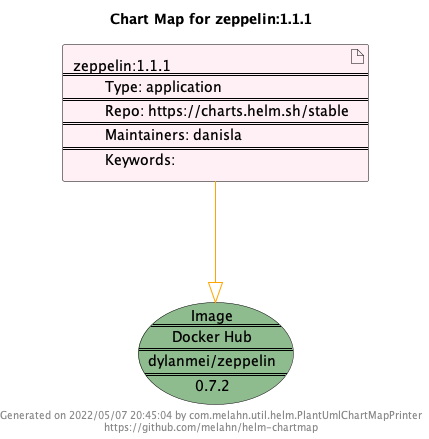 Chart Map for zeppelin:1.1.1
zeppelin:1.1.1
Type: application
Repo: https://charts.helm.sh/stable
Maintainers: danisla
Keywords:
Image
Docker Hub
dylanmei/zeppelin
0.7.2
Generated on 2022/05/07 20:45:04 by com.melahn.util.helm.PlantUmlChartMapPrinter
https://github.com/melahn/helm-chartmap